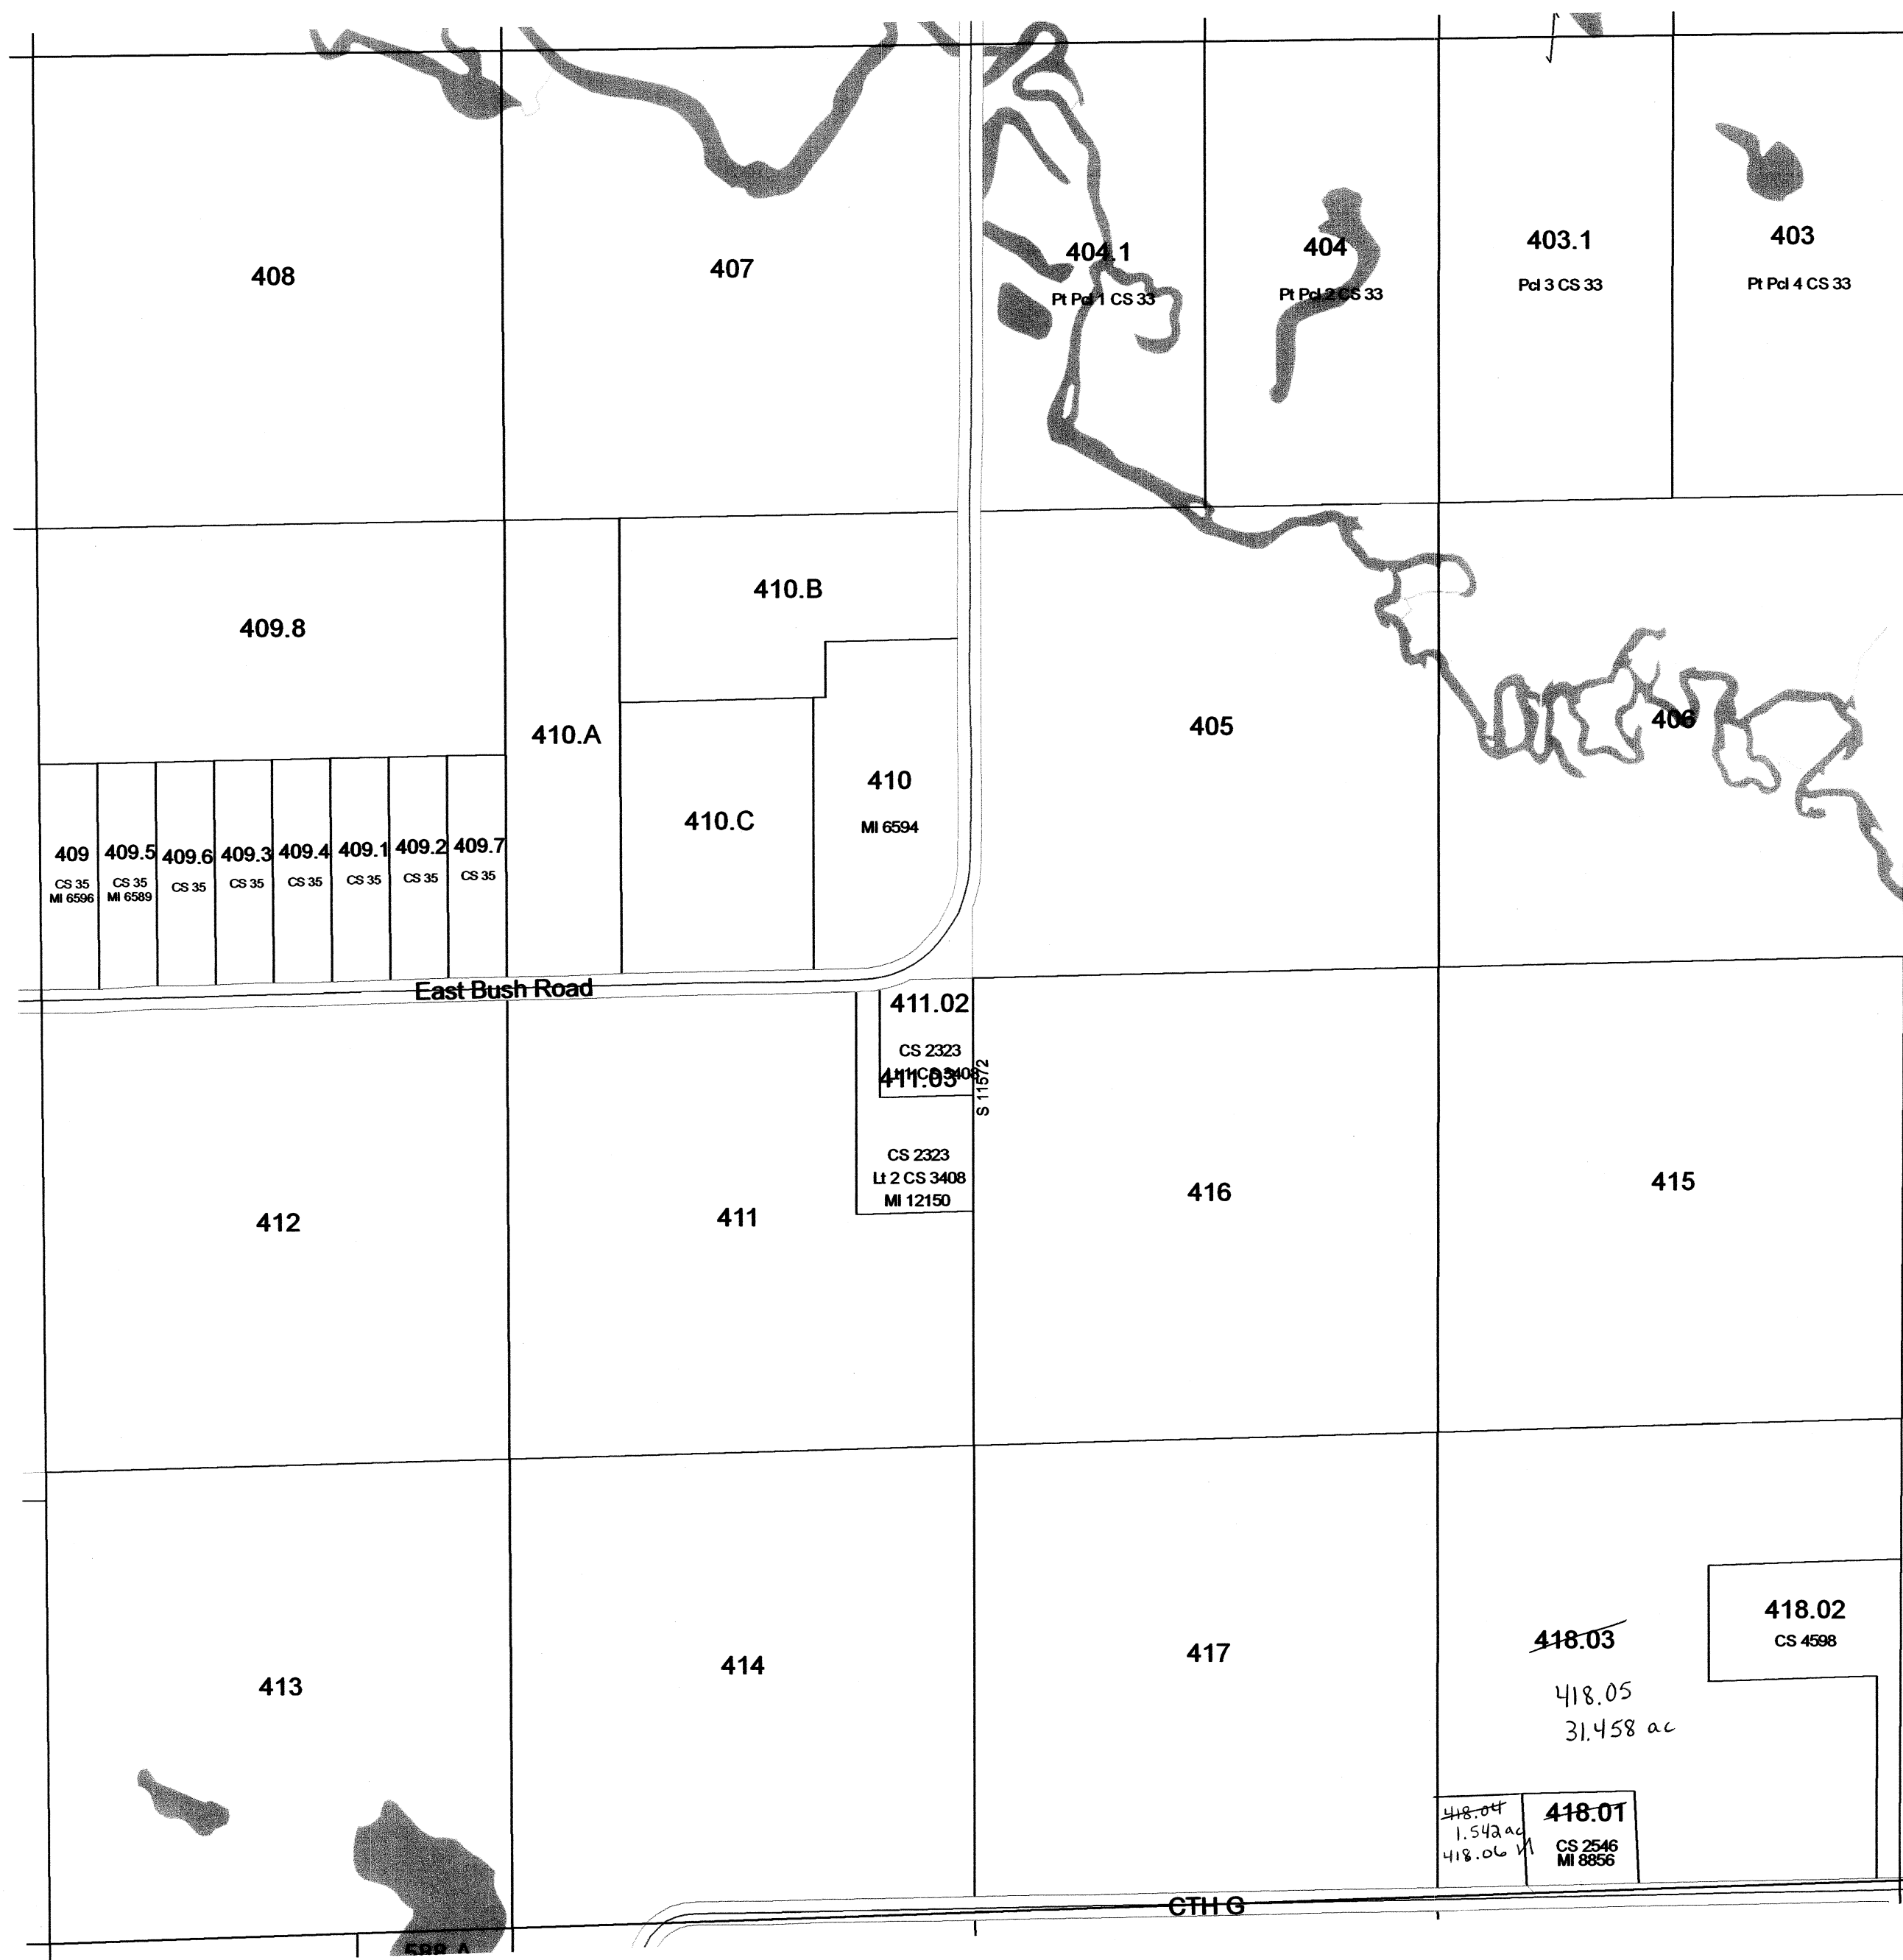 408
407
404.1
Pt Pcl 1 CS 33
404
Pt Pcl 2 CS 33
403.1
Pcl 3 CS 33
403
Pt Pcl 4 CS 33
409.8
410.B
410.A
410.C
410
MI 6594
405
406
409
CS 35
MI 6596
409.5
CS 35
MI 6589
409.6
CS 35
409.3
CS 35
409.4
CS 35
409.1
CS 35
409.2
CS 35
409.7
CS 35
East Bush Road
411.02
CS 2323
Lt 1 CS 3408
411.03
CS 2323
Lt 2 CS 3408
MI 12150
S 11572
412
411
416
415
413
414
417
418.03
418.05
31.458 ac
418.02
CS 4598
418.04
1.542 ac
418.06
418.01
CS 2546
MI 8856
CTH G
588.A